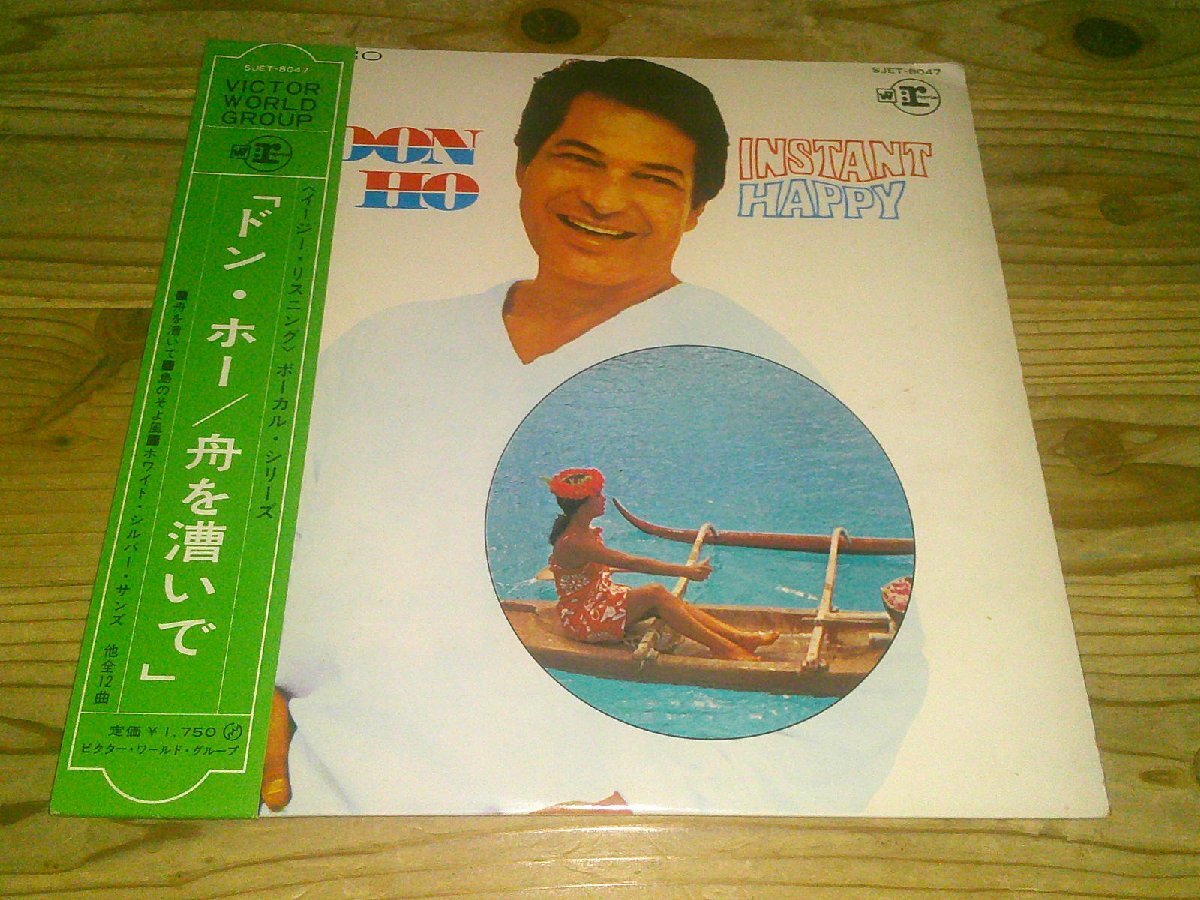 SJET-8047
VICTOR
WORLD
GROUP
W
r
〈イージー・リスニング〉ボーカル・シリーズ
「ドン・ホー/舟を漕いで」
■舟を漕いで■島のそよ風■ホワイト・シルバー・サンズ 他全12曲
定価¥1,750
ビクター・ワールド・グループ
DON
HO
INSTANT
HAPPY
SJET-8047
W
r